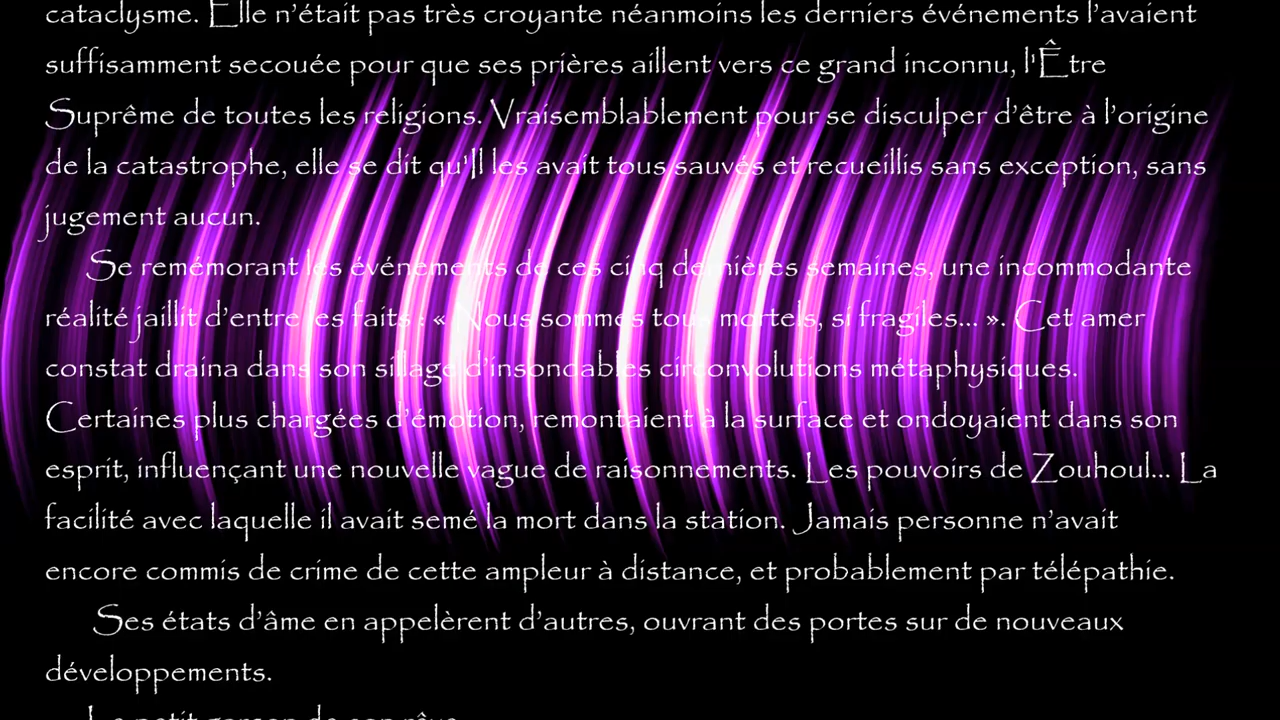 cataclysme. Elle n’était pas très croyante néanmoins les derniers événements l’avaient
suffisamment secouée pour que ses prières aillent vers ce grand inconnu, l'Être
Suprême de toutes les religions. Vraisemblablement pour se disculper d’être à l’origine
de la catastrophe, elle se dit qu’Il les avait tous sauvés et recueillis sans exception, sans
jugement aucun.
Se remémorant les événements de ces cinq dernières semaines, une incommodante
réalité jaillit d’entre les faits : « Nous sommes tous mortels, si fragiles... ». Cet amer
constat draina dans son sillage d’insondables circonvolutions métaphysiques.
Certaines plus chargées d’émotion, remontaient à la surface et ondoyaient dans son
esprit, influençant une nouvelle vague de raisonnements. Les pouvoirs de Zouhoul... La
facilité avec laquelle il avait semé la mort dans la station. Jamais personne n’avait
encore commis de crime de cette ampleur à distance, et probablement par télépathie.
Ses états d’âme en appelèrent d’autres, ouvrant des portes sur de nouveaux
développements.
Le petit garçon de son rêve